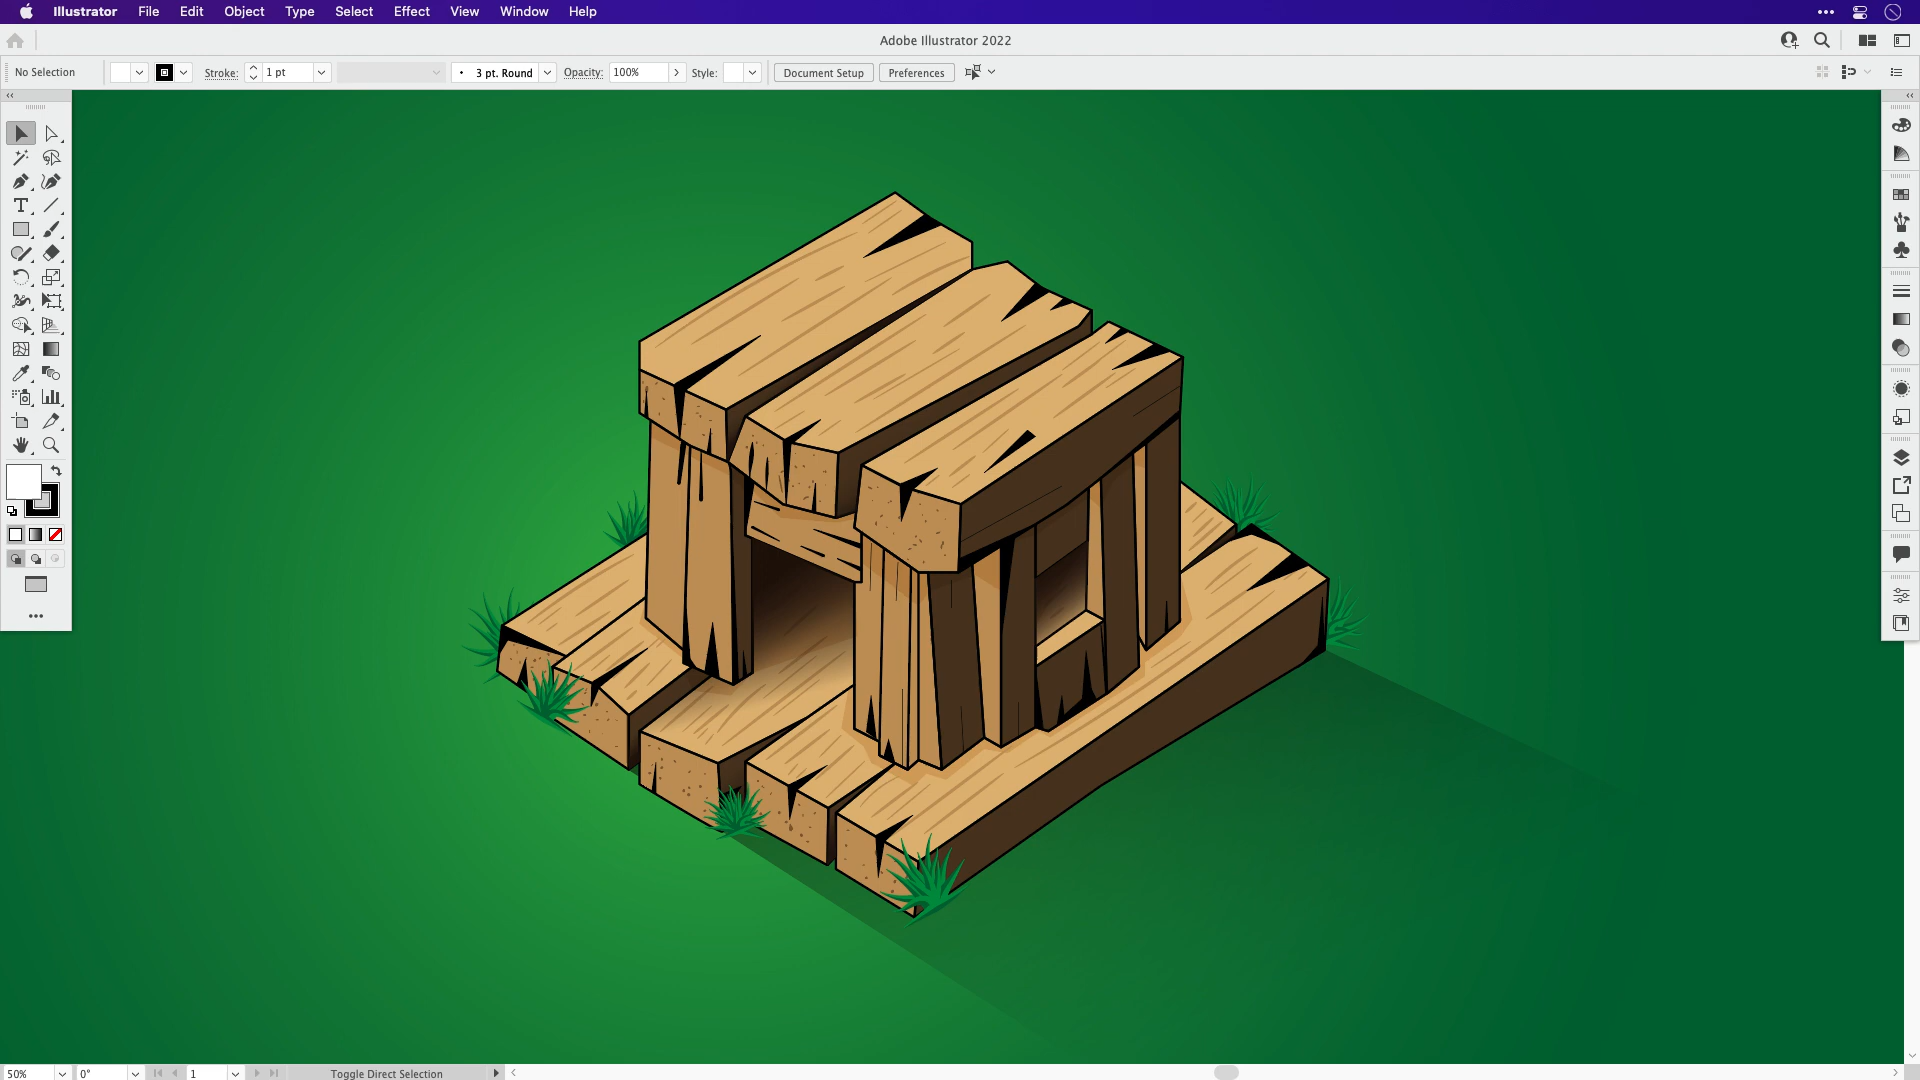 Illustrator File Edit Object Type Select Effect View Window Help
Adobe Illustrator 2022
No Selection Stroke: 1 pt 3 pt. Round Opacity: 100% Style: Document Setup Preferences
50% 0° 1 Toggle Direct Selection